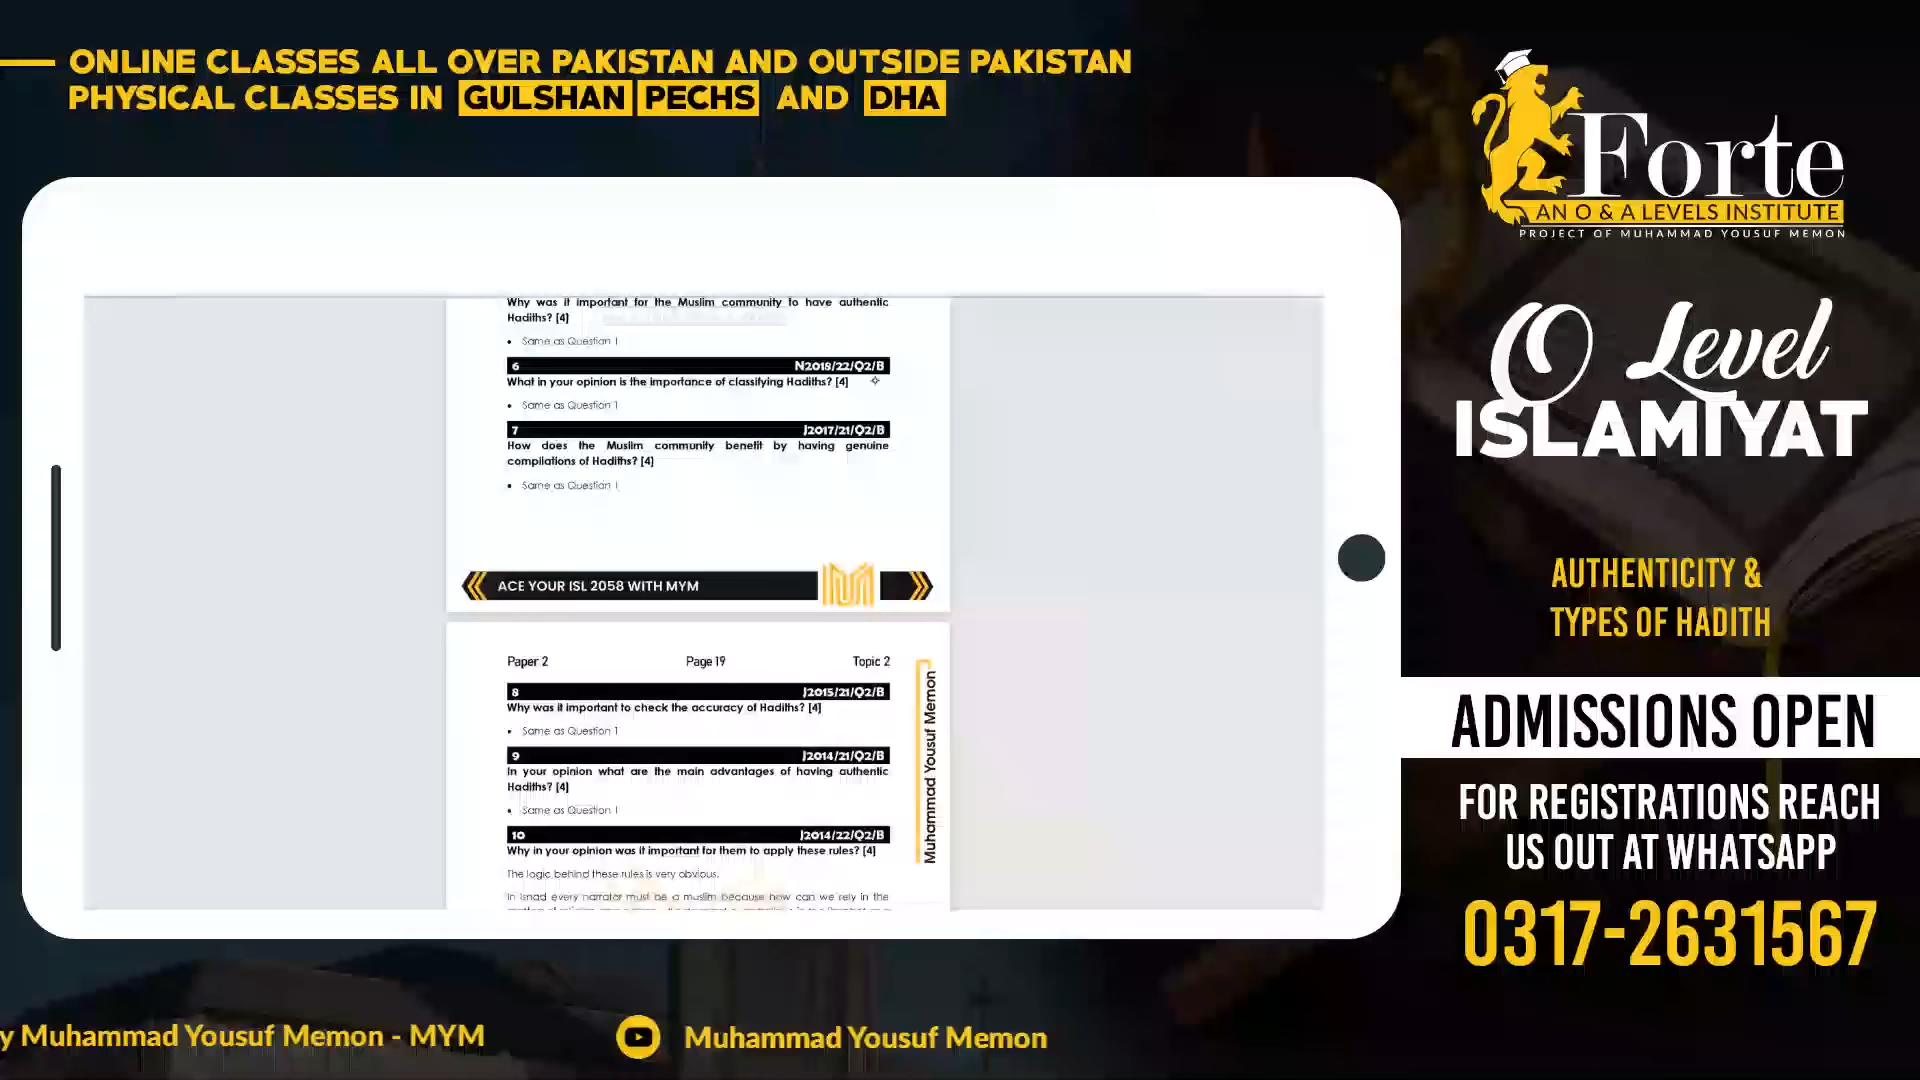 ONLINE CLASSES ALL OVER PAKISTAN AND OUTSIDE PAKISTAN
PHYSICAL CLASSES IN GULSHAN PECHS AND DHA
Forte
AN O & A LEVELS INSTITUTE
PROJECT OF MUHAMMAD YOUSUF MEMON
O Level
ISLAMIYAT
AUTHENTICITY &
TYPES OF HADITH
ADMISSIONS OPEN
FOR REGISTRATIONS REACH
US OUT AT WHATSAPP
0317-2631567
Why was it important for the Muslim community to have authentic
Hadiths? [4]
• Same as Question 1
6 N2018/22/Q2/B
What in your opinion is the importance of classifying Hadiths? [4]
• Same as Question 1
7 J2017/21/Q2/B
How does the Muslim community benefit by having genuine
compilations of Hadiths? [4]
• Same as Question 1
ACE YOUR ISL 2058 WITH MYM
Paper 2 Page 19 Topic 2
8 J2015/21/Q2/B
Why was it important to check the accuracy of Hadiths? [4]
• Same as Question 1
9 J2014/21/Q2/B
In your opinion what are the main advantages of having authentic
Hadiths? [4]
• Same as Question 1
10 J2014/22/Q2/B
Why in your opinion was it important for them to apply these rules? [4]
The logic behind these rules is very obvious.
In Isnad every narrator must be a muslim because how can we rely in the
Muhammad Yousuf Memon
y Muhammad Yousuf Memon - MYM
Muhammad Yousuf Memon